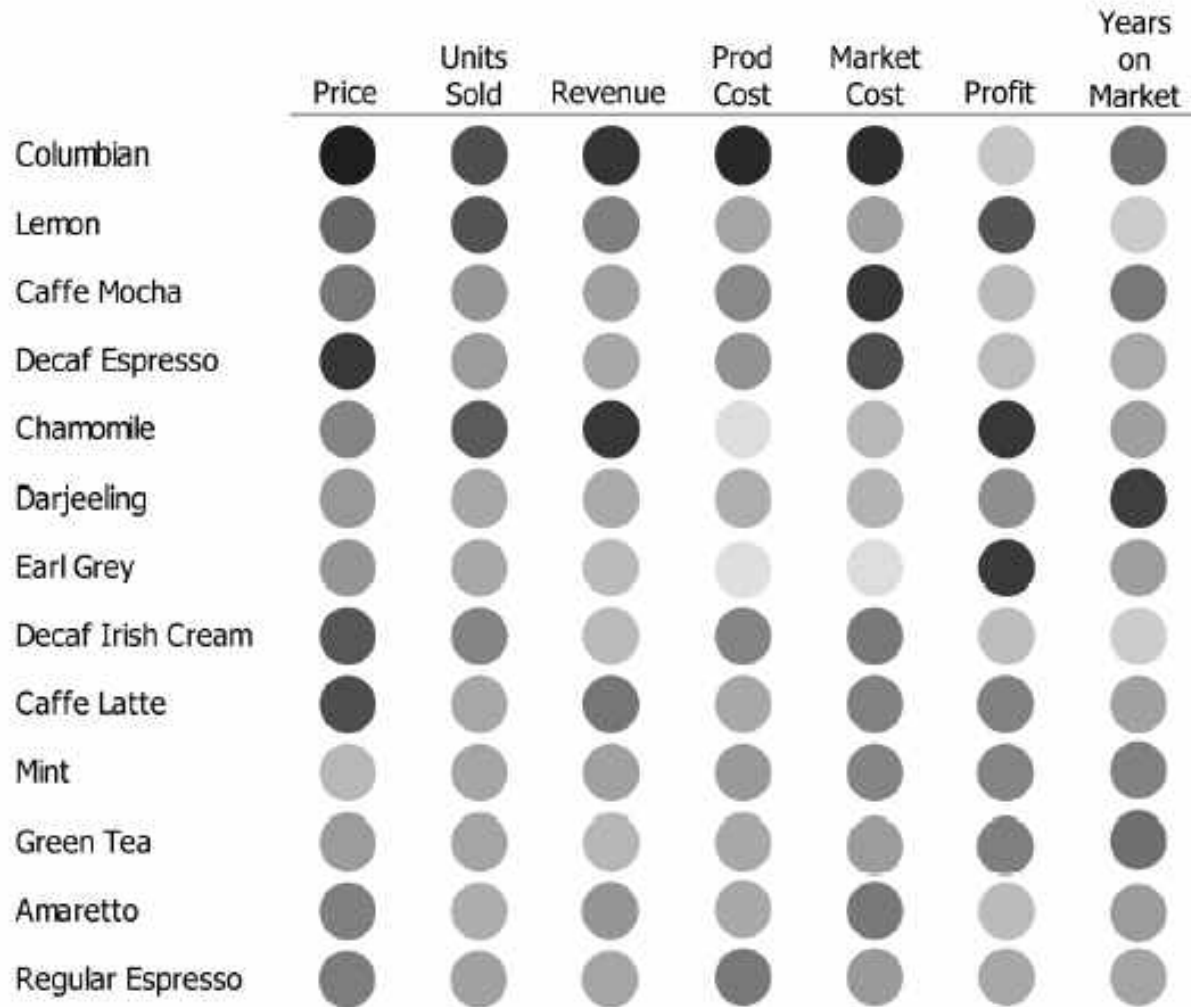 Price
Units
Sold
Revenue
Prod
Cost
Market
Cost
Profit
Years
on
Market
Columbian
Lemon
Caffe Mocha
Decaf Espresso
Chamomile
Darjeeling
Earl Grey
Decaf Irish Cream
Caffe Latte
Mint
Green Tea
Amaretto
Regular Espresso